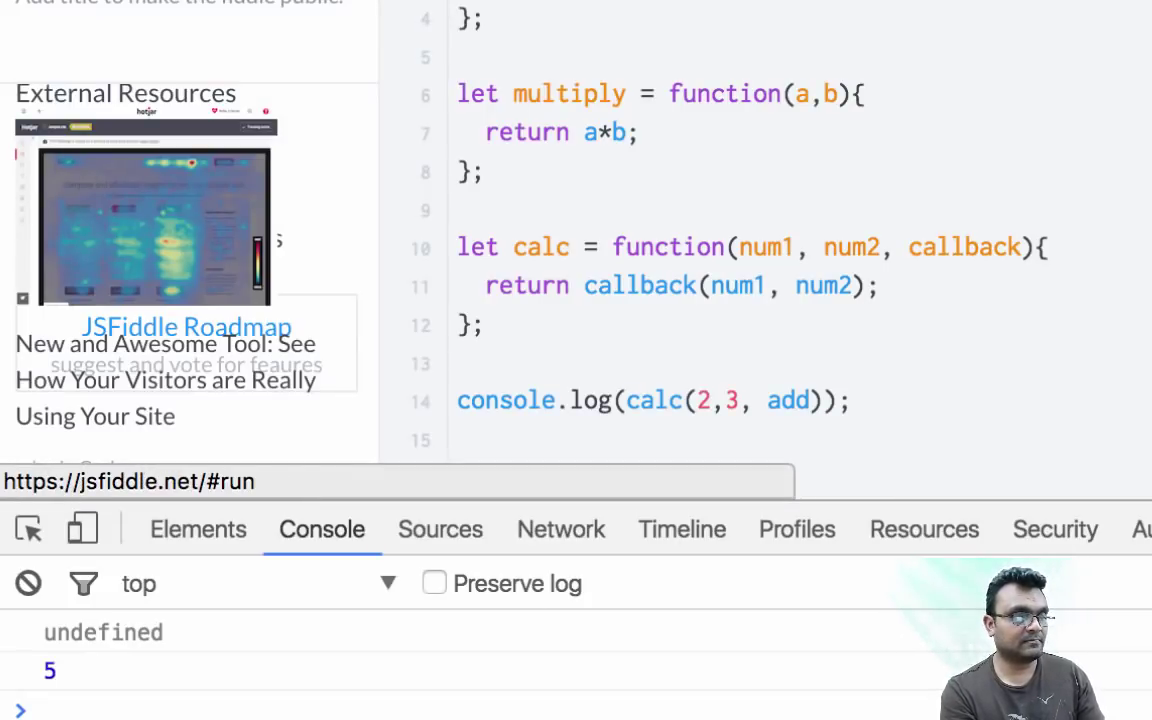 Add title to make the fiddle public.
External Resources
hotjar
JSFiddle Roadmap
suggest and vote for feaures
New and Awesome Tool: See
How Your Visitors are Really
Using Your Site
4 };
5
6 let multiply = function(a,b){
7 return a*b;
8 };
9
10 let calc = function(num1, num2, callback){
11 return callback(num1, num2);
12 };
13
14 console.log(calc(2,3, add));
15
https://jsfiddle.net/#run
Elements Console Sources Network Timeline Profiles Resources Security Au
top Preserve log
undefined
5